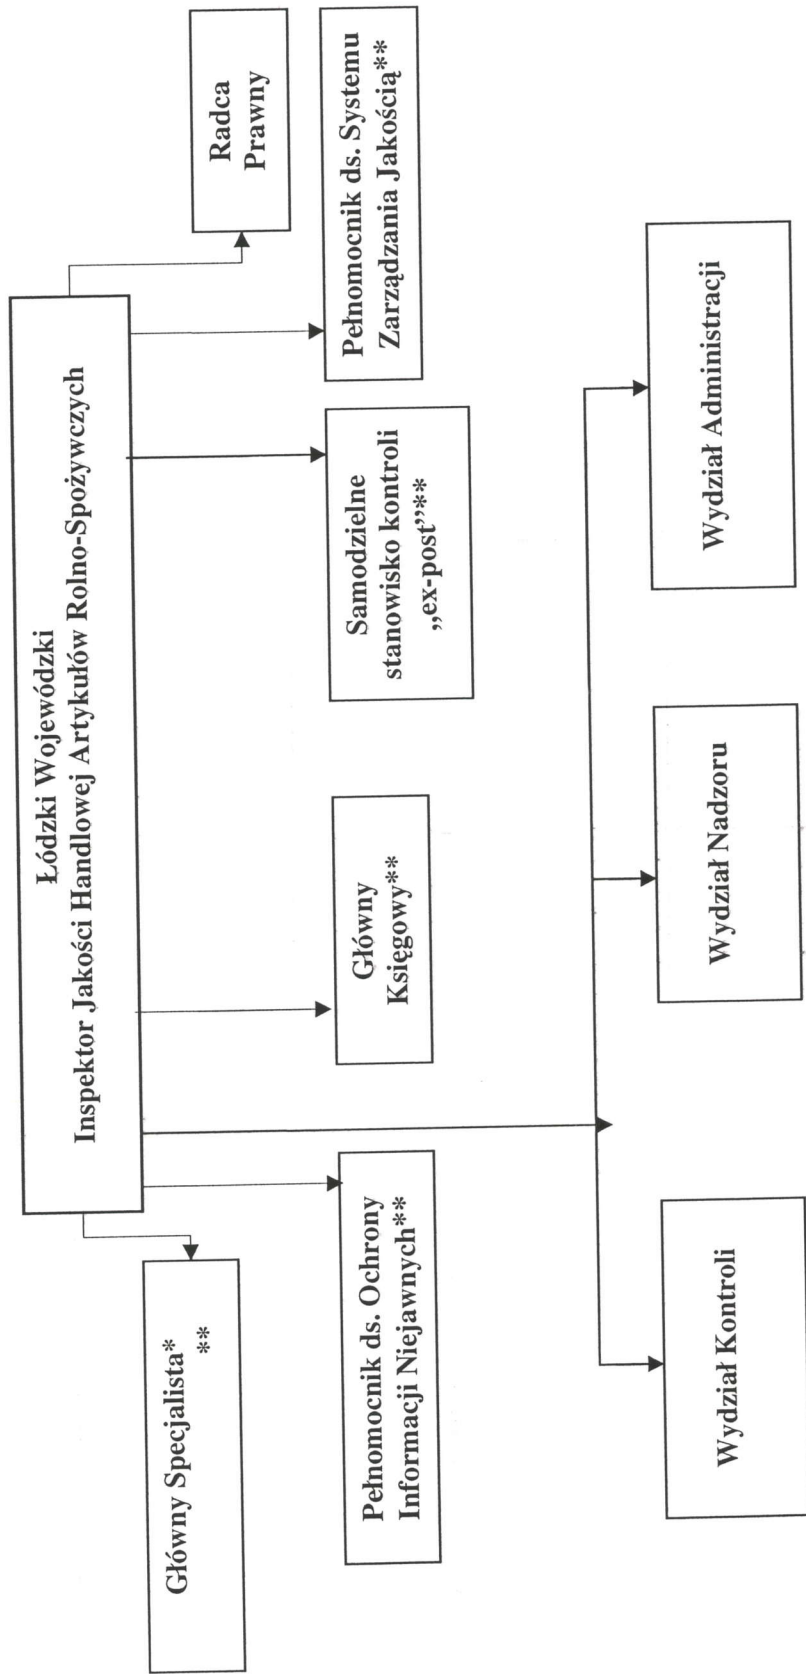 Łódzki Wojewódzki
Inspektor Jakości Handlowej Artykułów Rolno-Spożywczych
Główny Specjalista*
**
Radca
Prawny
Pełnomocnik ds. Ochrony
Informacji Niejawnych**
Główny
Księgowy**
Samodzielne
stanowisko kontroli
„ex-post”**
Pełnomocnik ds. Systemu
Zarządzania Jakością**
Wydział Kontroli
Wydział Nadzoru
Wydział Administracji